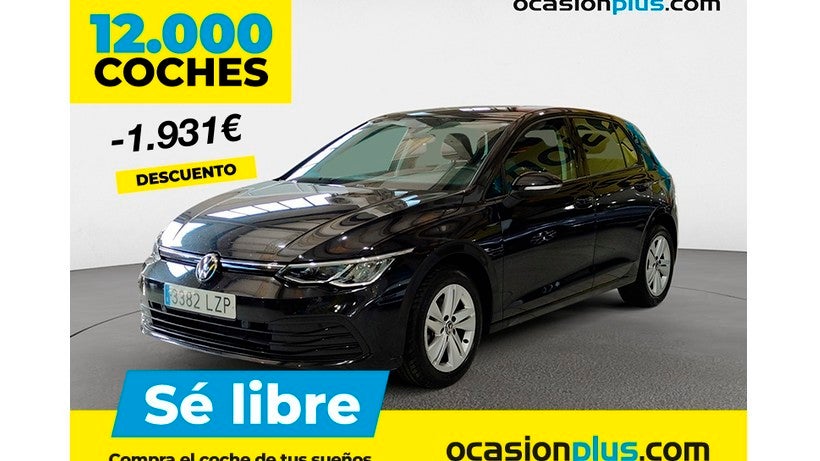 12.000
COCHES
ocasionplus.com
-1.931€
DESCUENTO
3382 LZP
Sé libre
Compra el coche de tus sueños
ocasionplus.com